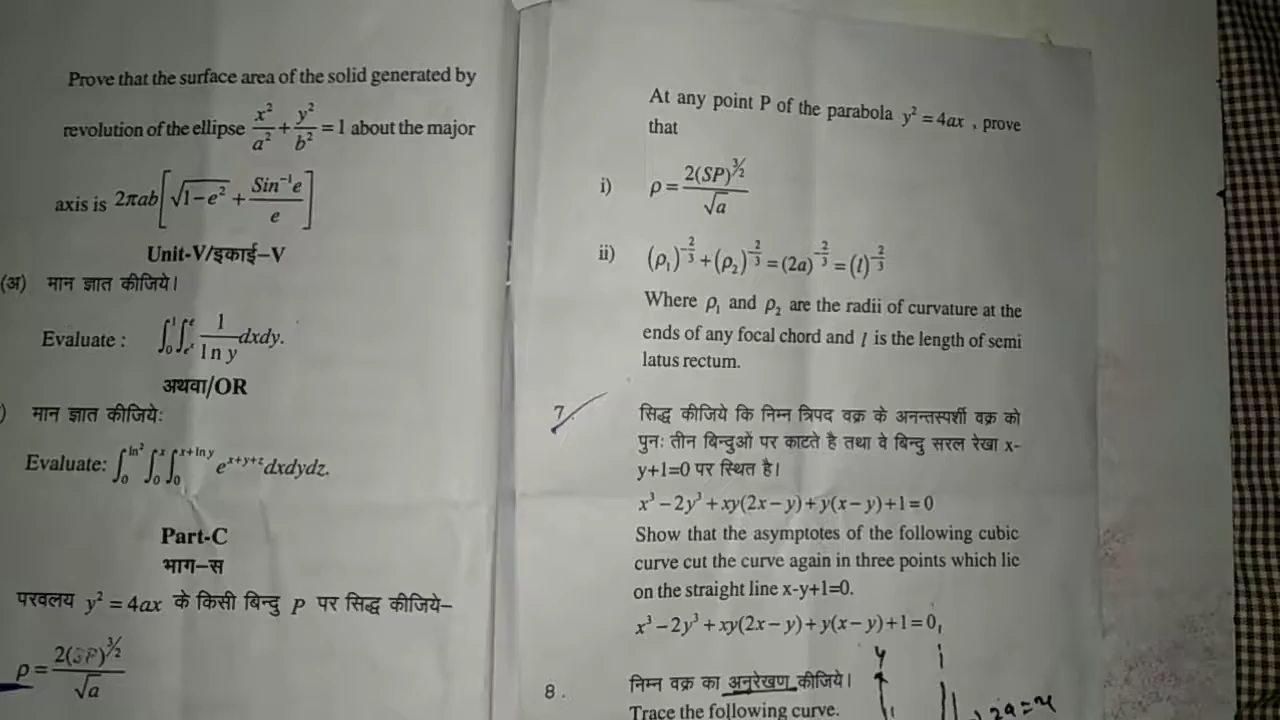 Prove that the surface area of the solid generated by
revolution of the ellipse x²/a² + y²/b² = 1 about the major
axis is 2πab[√(1-e²) + Sin⁻¹e/e]
Unit-V/इकाई-V
(अ) मान ज्ञात कीजिये।
Evaluate : ∫₀¹∫ₑˣᵉ 1/ln y dxdy.
अथवा/OR
) मान ज्ञात कीजिये:
Evaluate: ∫₀^ln² ∫₀^x ∫₀^x+lny e^x+y+z dxdydz.
Part-C
भाग-स
परवलय y² = 4ax के किसी बिन्दु P पर सिद्ध कीजिये-
ρ = 2(SP)^3/2 / √a
At any point P of the parabola y² = 4ax , prove
that
i) ρ = 2(SP)^3/2 / √a
ii) (ρ₁)^-2/3 + (ρ₂)^-2/3 = (2a)^-2/3 = (l)^-2/3
Where ρ₁ and ρ₂ are the radii of curvature at the
ends of any focal chord and l is the length of semi
latus rectum.
7.
सिद्ध कीजिये कि निम्न त्रिपद वक्र के अनन्तस्पर्शी वक्र को
पुनः तीन बिन्दुओं पर काटते है तथा वे बिन्दु सरल रेखा x-
y+1=0 पर स्थित है।
x³ - 2y³ + xy(2x - y) + y(x - y) + 1 = 0
Show that the asymptotes of the following cubic
curve cut the curve again in three points which lie
on the straight line x-y+1=0.
x³ - 2y³ + xy(2x - y) + y(x - y) + 1 = 0,
y
8. निम्न वक्र का अनुरेखण कीजिये।
Trace the following curve.
2a=x